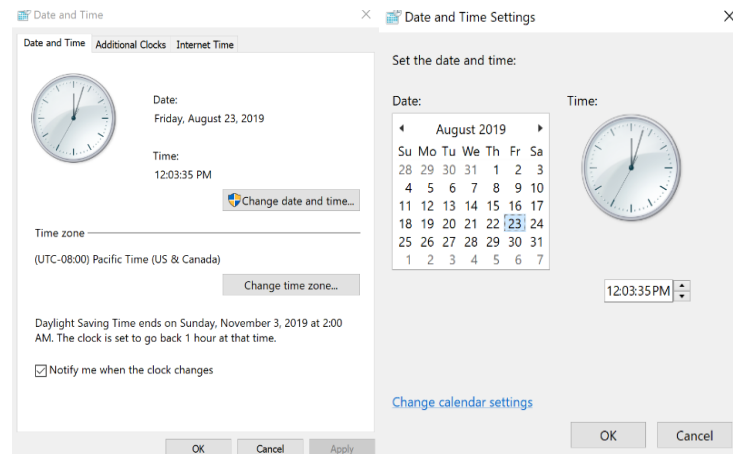 Date and Time
Date and Time Additional Clocks Internet Time
Date:
Friday, August 23, 2019
Time:
12:03:35 PM
Change date and time...
Time zone
(UTC-08:00) Pacific Time (US & Canada)
Change time zone...
Daylight Saving Time ends on Sunday, November 3, 2019 at 2:00
AM. The clock is set to go back 1 hour at that time.
Notify me when the clock changes
OK Cancel Apply
Date and Time Settings
Set the date and time:
Date:
August 2019
Su Mo Tu We Th Fr Sa
28 29 30 31 1 2 3
4 5 6 7 8 9 10
11 12 13 14 15 16 17
18 19 20 21 22 23 24
25 26 27 28 29 30 31
1 2 3 4 5 6 7
Time:
12:03:35 PM
Change calendar settings
OK Cancel